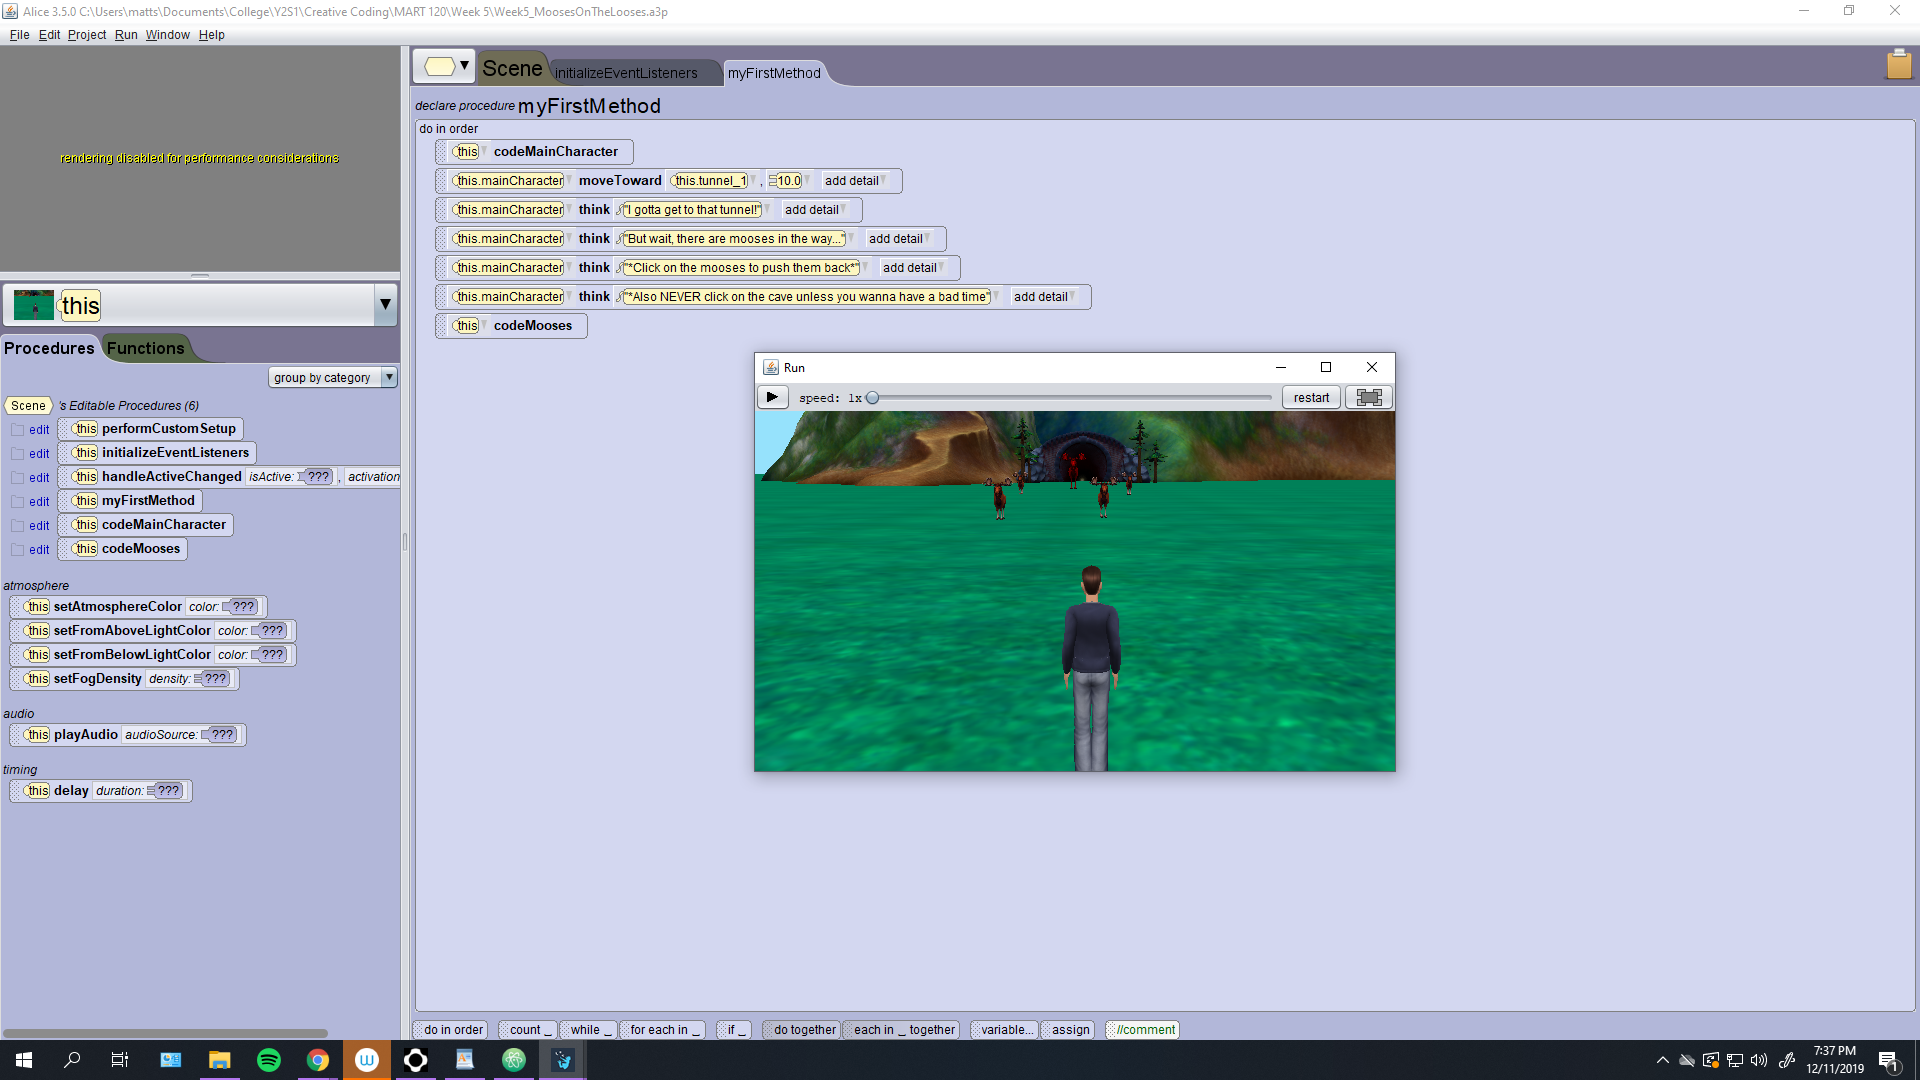 Alice 3.5.0 C:\Users\matts\Documents\College\Y2S1\Creative Coding\MART 120\Week 5\Week5_MoosesOnTheLooses.a3p
File Edit Project Run Window Help
rendering disabled for performance considerations
this
Procedures Functions
group by category
Scene 's Editable Procedures (6)
edit this performCustomSetup
edit this initializeEventListeners
edit this handleActiveChanged isActive: ??? , activation
edit this myFirstMethod
edit this codeMainCharacter
edit this codeMooses
atmosphere
this setAtmosphereColor color: ???
this setFromAboveLightColor color: ???
this setFromBelowLightColor color: ???
this setFogDensity density: ???
audio
this playAudio audioSource: ???
timing
this delay duration: ???
Scene initializeEventListeners myFirstMethod
declare procedure myFirstMethod
do in order
this codeMainCharacter
this.mainCharacter moveToward this.tunnel_1 , 10.0 add detail
this.mainCharacter think "I gotta get to that tunnel!" add detail
this.mainCharacter think "But wait, there are mooses in the way..." add detail
this.mainCharacter think "*Click on the mooses to push them back*" add detail
this.mainCharacter think "*Also NEVER click on the cave unless you wanna have a bad time" add detail
this codeMooses
Run
speed: 1x restart
do in order count _ while _ for each in _ if _ do together each in _ together variable... assign //comment
7:37 PM
12/11/2019
1